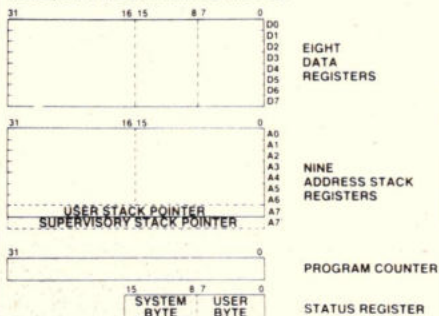 31 16 15 8 7 0
D0
D1
D2
D3
D4
D5
D6
D7
EIGHT
DATA
REGISTERS
31 16 15 0
A0
A1
A2
A3
A4
A5
A6
USER STACK POINTER A7
SUPERVISORY STACK POINTER A7
NINE
ADDRESS STACK
REGISTERS
31 0
PROGRAM COUNTER
15 8 7 0
SYSTEM BYTE
USER BYTE
STATUS REGISTER